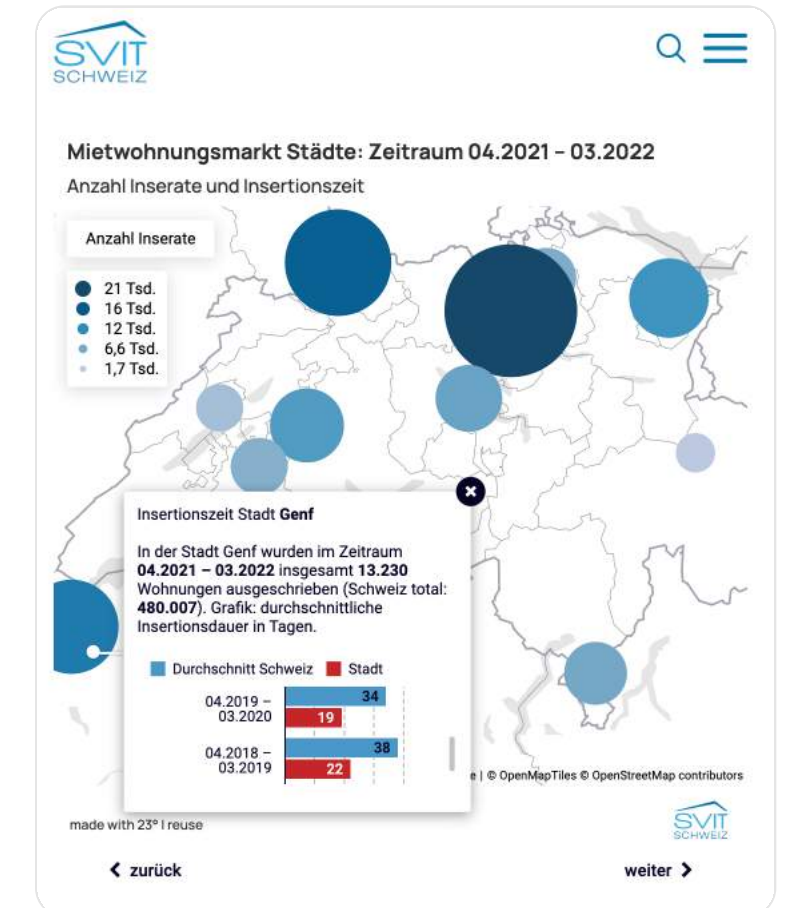 SVIT
SCHWEIZ
Mietwohnungsmarkt Städte: Zeitraum 04.2021 – 03.2022
Anzahl Inserate und Insertionszeit
Anzahl Inserate
21 Tsd.
16 Tsd.
12 Tsd.
6,6 Tsd.
1,7 Tsd.
Insertionszeit Stadt Genf
In der Stadt Genf wurden im Zeitraum
04.2021 – 03.2022 insgesamt 13.230
Wohnungen ausgeschrieben (Schweiz total:
480.007). Grafik: durchschnittliche
Insertionsdauer in Tagen.
Durchschnitt Schweiz Stadt
04.2019 –
03.2020
34
19
04.2018 –
03.2019
38
22
| © OpenMapTiles © OpenStreetMap contributors
made with 23° I reuse
SVIT
SCHWEIZ
zurück
weiter